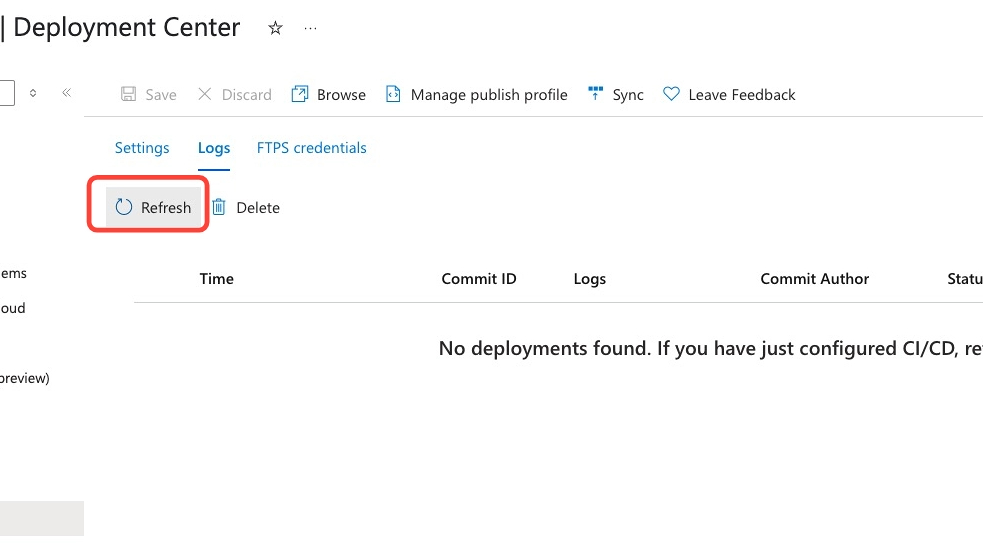 | Deployment Center
Save Discard Browse Manage publish profile Sync Leave Feedback
Settings Logs FTPS credentials
Refresh Delete
ems
Time Commit ID Logs Commit Author Statu
oud
No deployments found. If you have just configured CI/CD, re
preview)